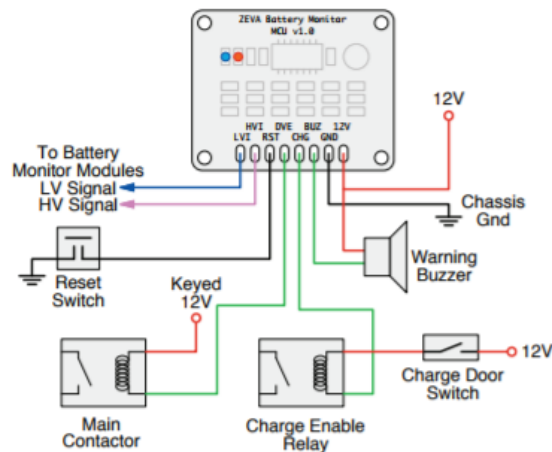 ZEVA Battery Monitor
MCU v1.0
HVI DVE BUZ 12V
LVI RST CHG GND
12V
To Battery
Monitor Modules
LV Signal
HV Signal
Chassis
Gnd
Warning
Buzzer
Reset
Switch
Keyed
12V
12V
Charge Door
Switch
Main
Contactor
Charge Enable
Relay